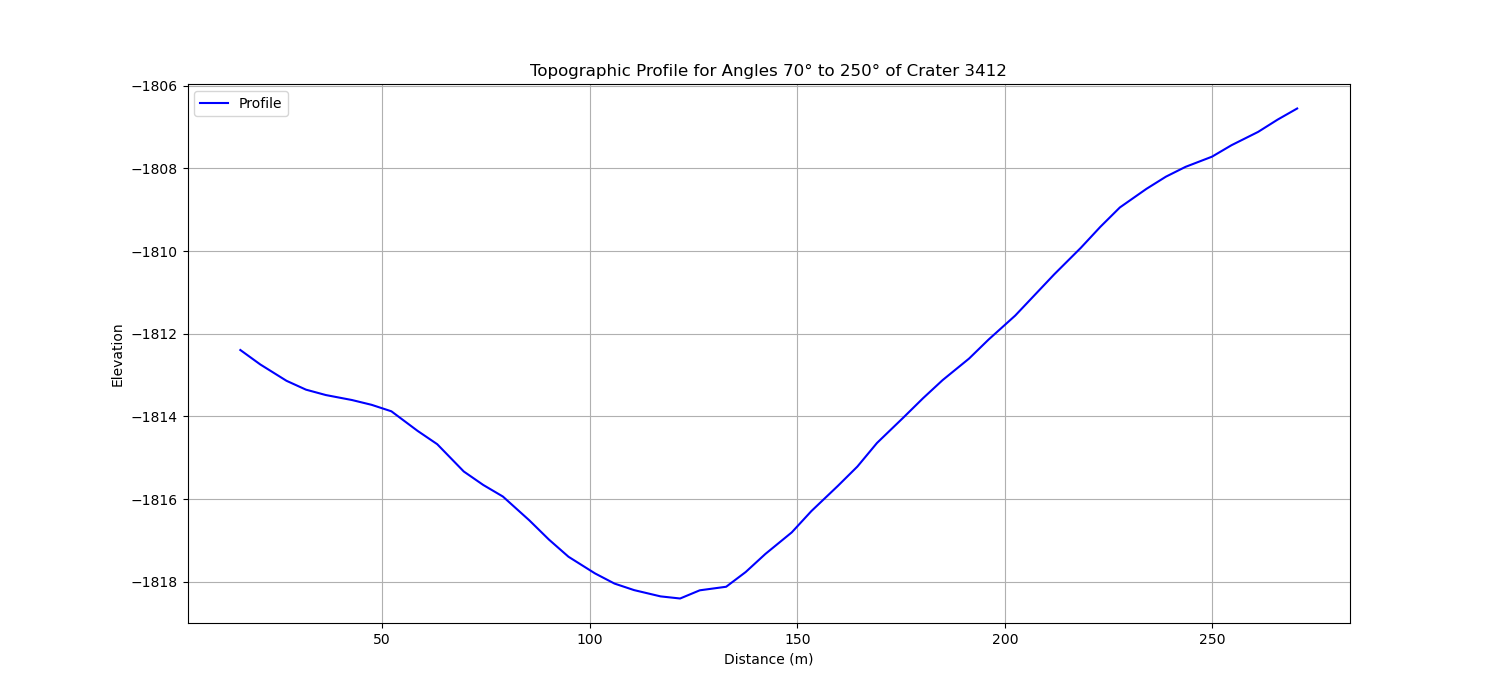 Topographic Profile for Angles 70° to 250° of Crater 3412
Profile
−1806
−1808
−1810
−1812
−1814
−1816
−1818
Elevation
50 100 150 200 250
Distance (m)